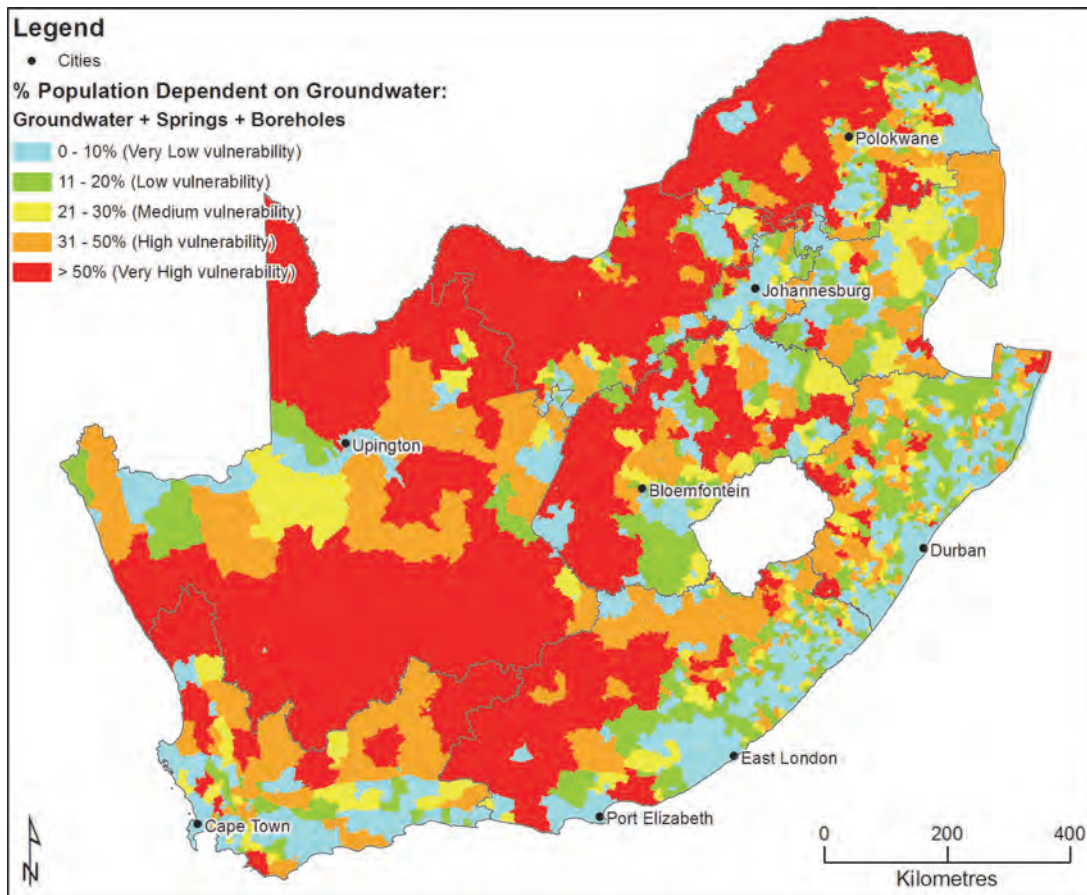 Legend
Cities
% Population Dependent on Groundwater:
Groundwater + Springs + Boreholes
0 - 10% (Very Low vulnerability)
11 - 20% (Low vulnerability)
21 - 30% (Medium vulnerability)
31 - 50% (High vulnerability)
> 50% (Very High vulnerability)
Polokwane
Johannesburg
Upington
Bloemfontein
Durban
East London
Port Elizabeth
Cape Town
N
0 200 400
Kilometres